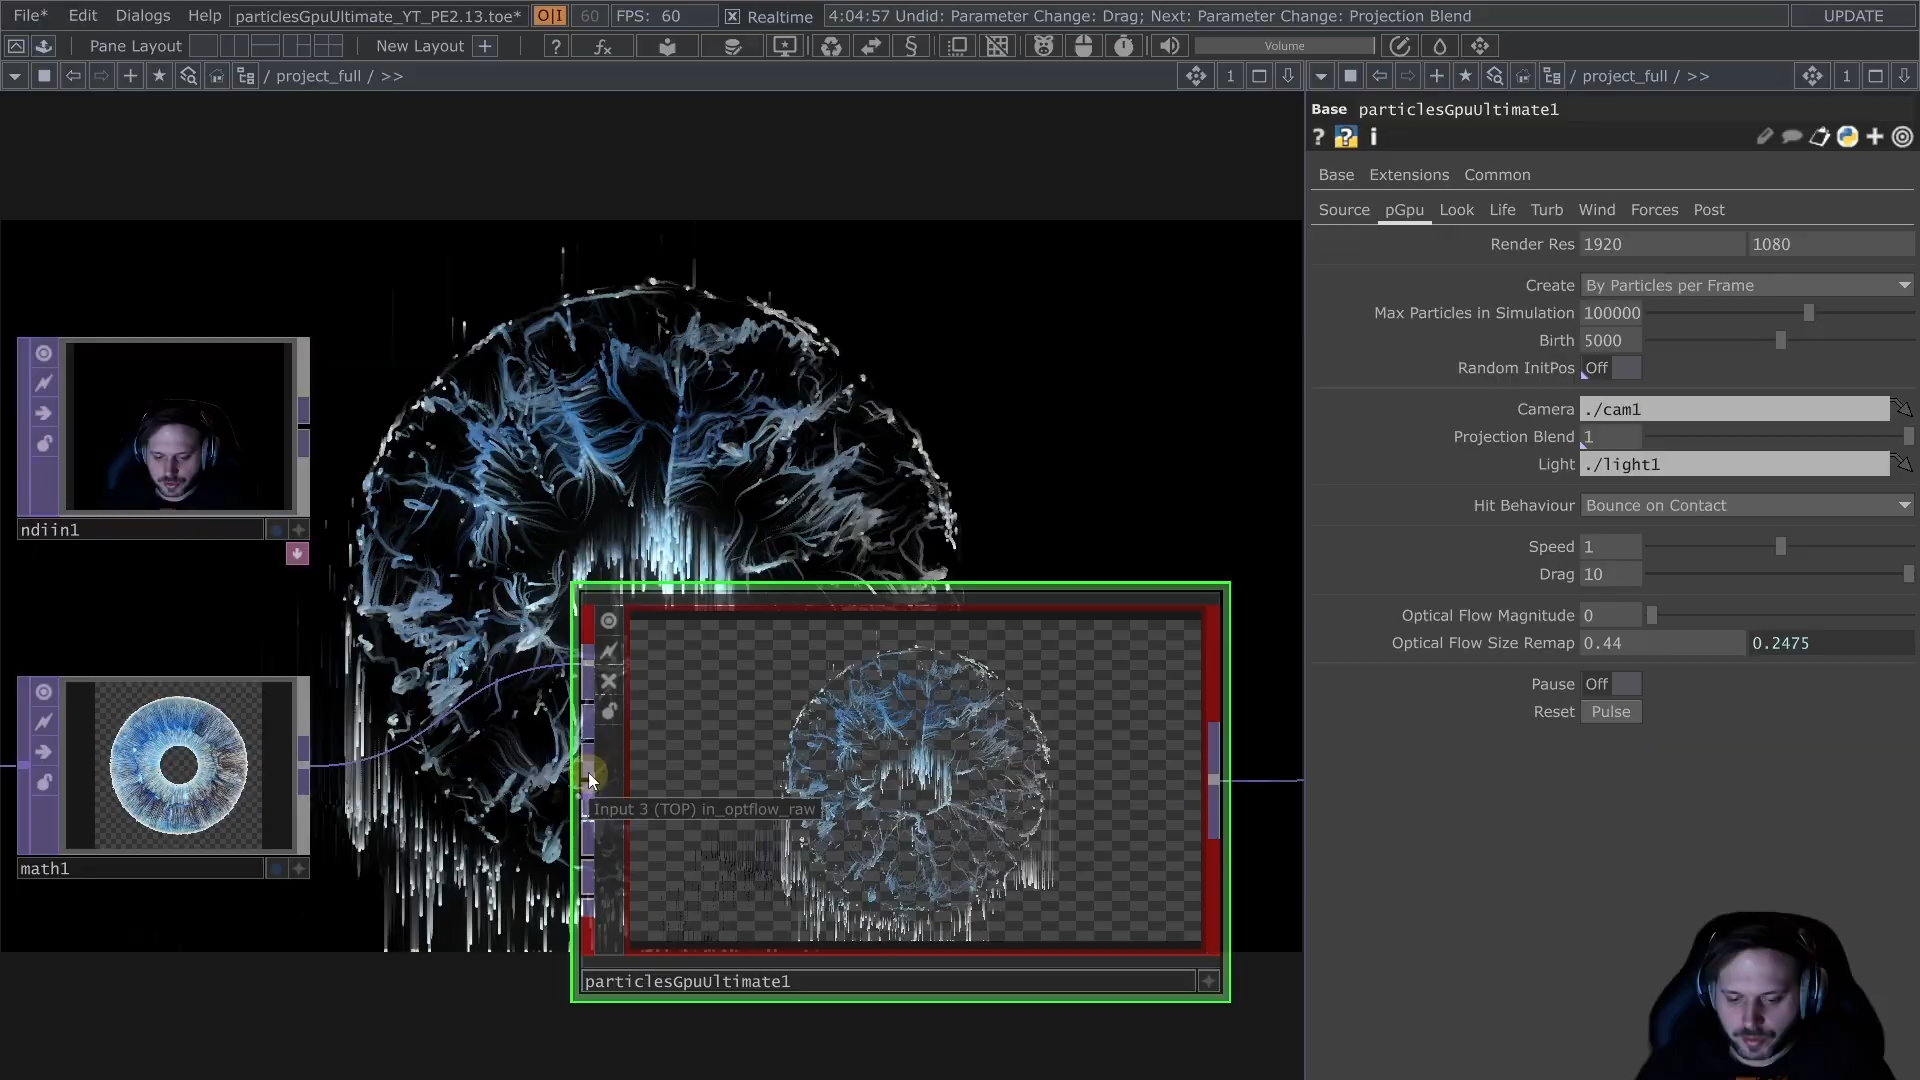 File* Edit Dialogs Help particlesGpuUltimate_YT_PE2.13.toe* O|I 60 FPS: 60 Realtime 4:04:57 Undid: Parameter Change: Drag; Next: Parameter Change: Projection Blend UPDATE
Pane Layout New Layout + ? fx § Volume
/ project_full / >> 1
/ project_full / >> 1
Base particlesGpuUltimate1
? ? i
Base Extensions Common
Source pGpu Look Life Turb Wind Forces Post
Render Res 1920 1080
Create By Particles per Frame
Max Particles in Simulation 100000
Birth 5000
Random InitPos Off
Camera ./cam1
Projection Blend 1
Light ./light1
Hit Behaviour Bounce on Contact
Speed 1
Drag 10
Optical Flow Magnitude 0
Optical Flow Size Remap 0.44 0.2475
Pause Off
Reset Pulse
ndiin1
math1
Input 3 (TOP) in_optflow_raw
particlesGpuUltimate1